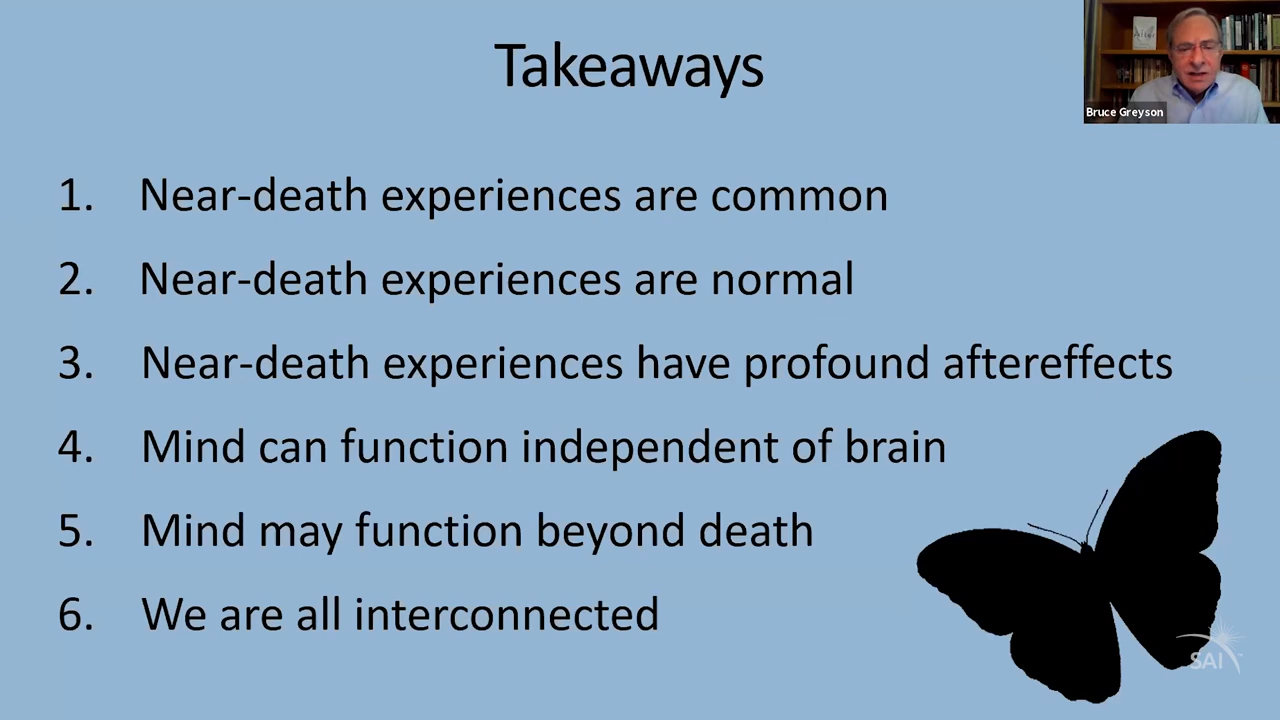 Takeaways
Bruce Greyson
1. Near-death experiences are common
2. Near-death experiences are normal
3. Near-death experiences have profound aftereffects
4. Mind can function independent of brain
5. Mind may function beyond death
6. We are all interconnected
SAI